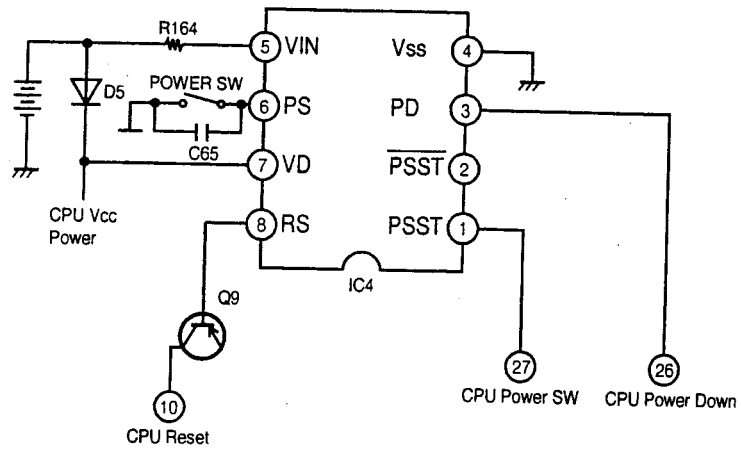 R164
5 VIN
Vss 4
D5
POWER SW
6 PS
PD 3
C65
PSST 2
7 VD
CPU Vcc
Power
8 RS
PSST 1
IC4
Q9
27
26
CPU Power SW
CPU Power Down
10
CPU Reset